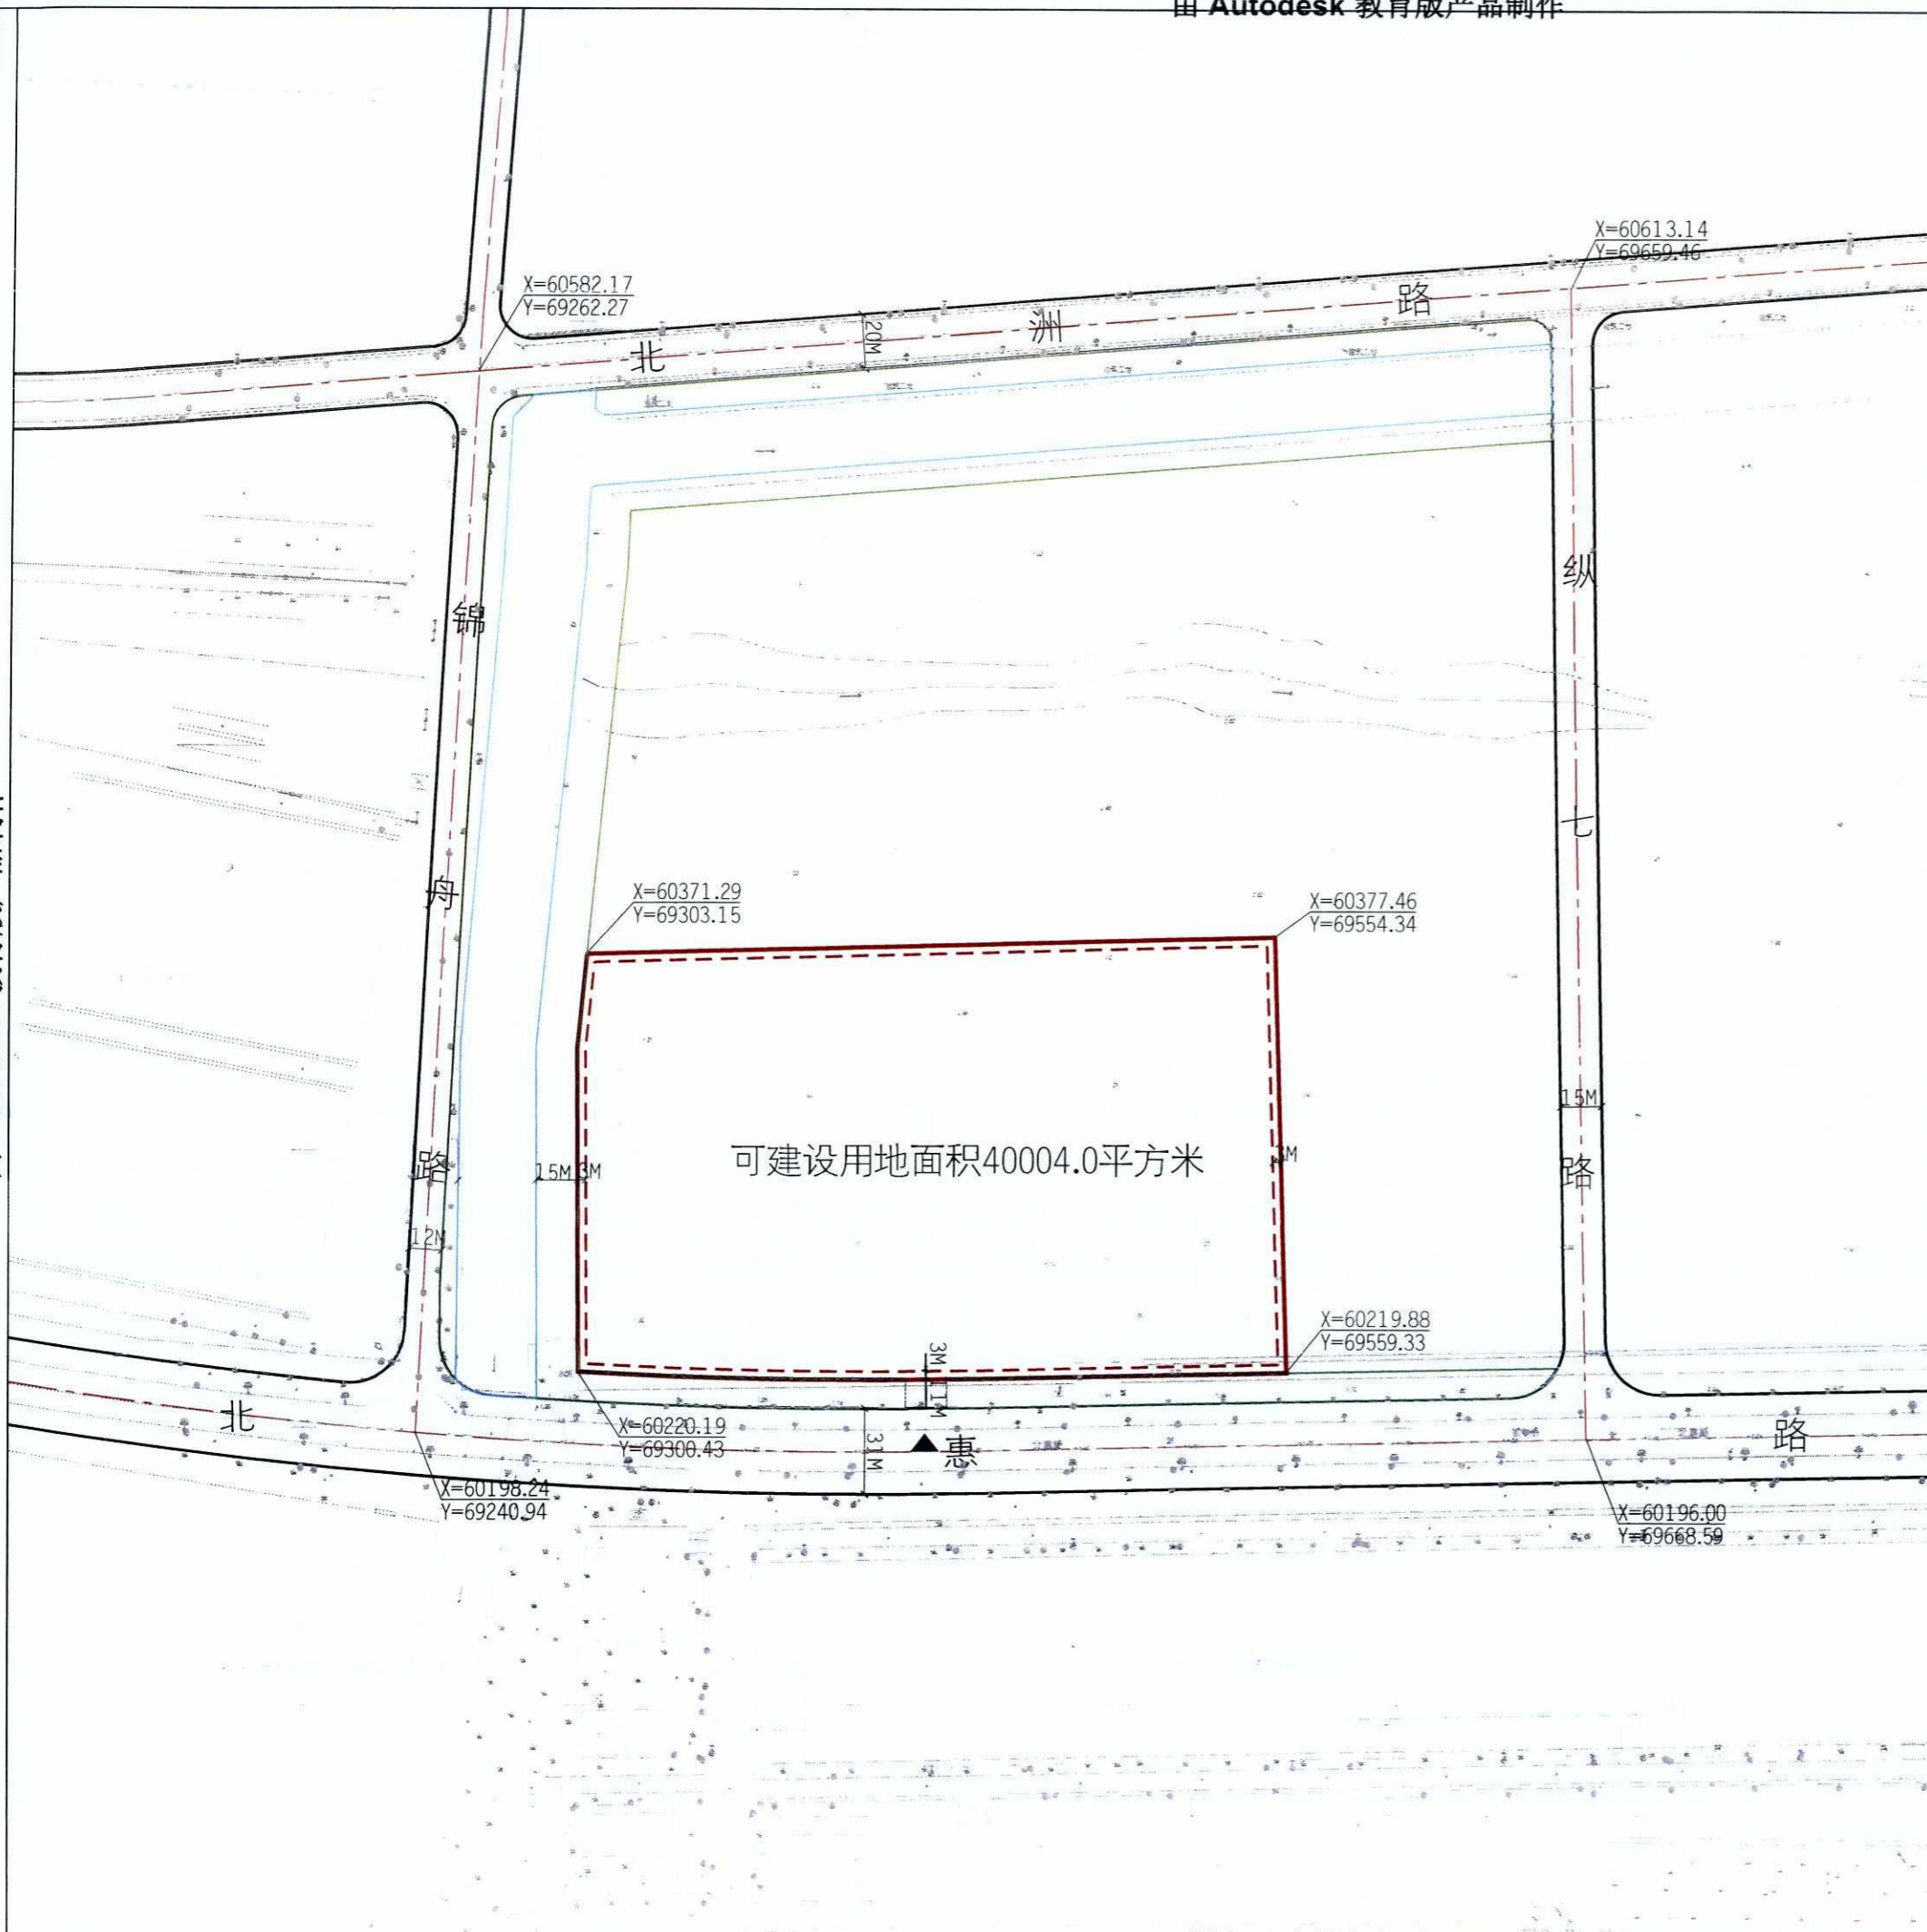 由 Autodesk 教育版产品制作
X=60613.14
Y=69659.46
X=60582.17
Y=69262.27
北洲路
20M
锦舟路
纵七路
X=60371.29
Y=69303.15
X=60377.46
Y=69554.34
15M
可建设用地面积40004.0平方米
15M
3M
3M
12M
X=60219.88
Y=69559.33
3M
11M
31M
X=60220.19
Y=69300.43
北惠路
X=60198.24
Y=69240.94
X=60196.00
Y=69668.59